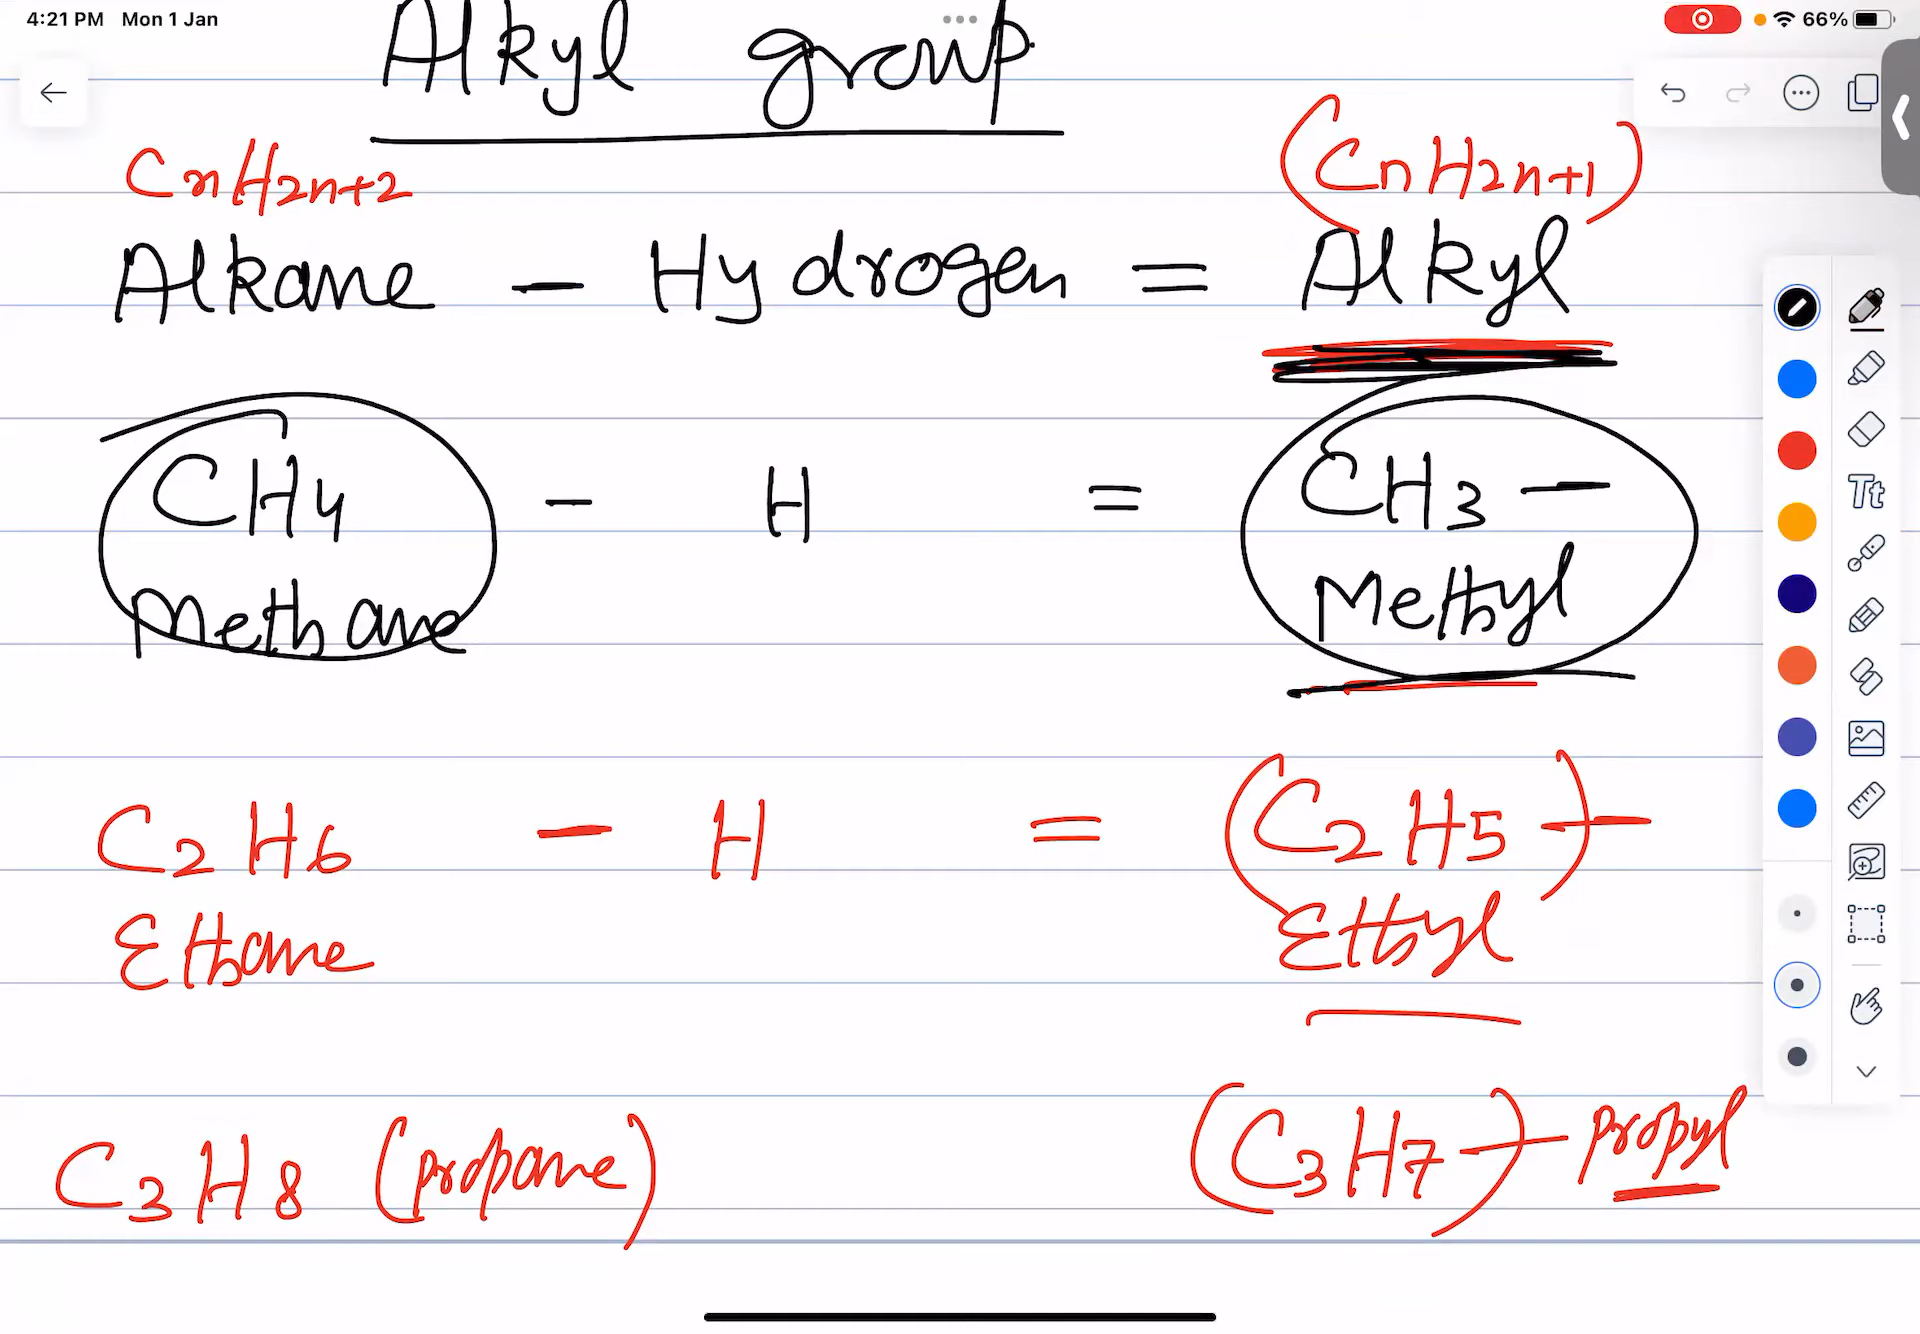 4:21 PM Mon 1 Jan
66%
Alkyl group
CnH2n+2 (CnH2n+1)
Alkane - Hydrogen = Alkyl
CH4 - H = CH3 -
Methane Methyl
C2H6 - H = (C2H5) -
Ethane Ethyl
C3H8 (propane) (C3H7) - propyl
Tt